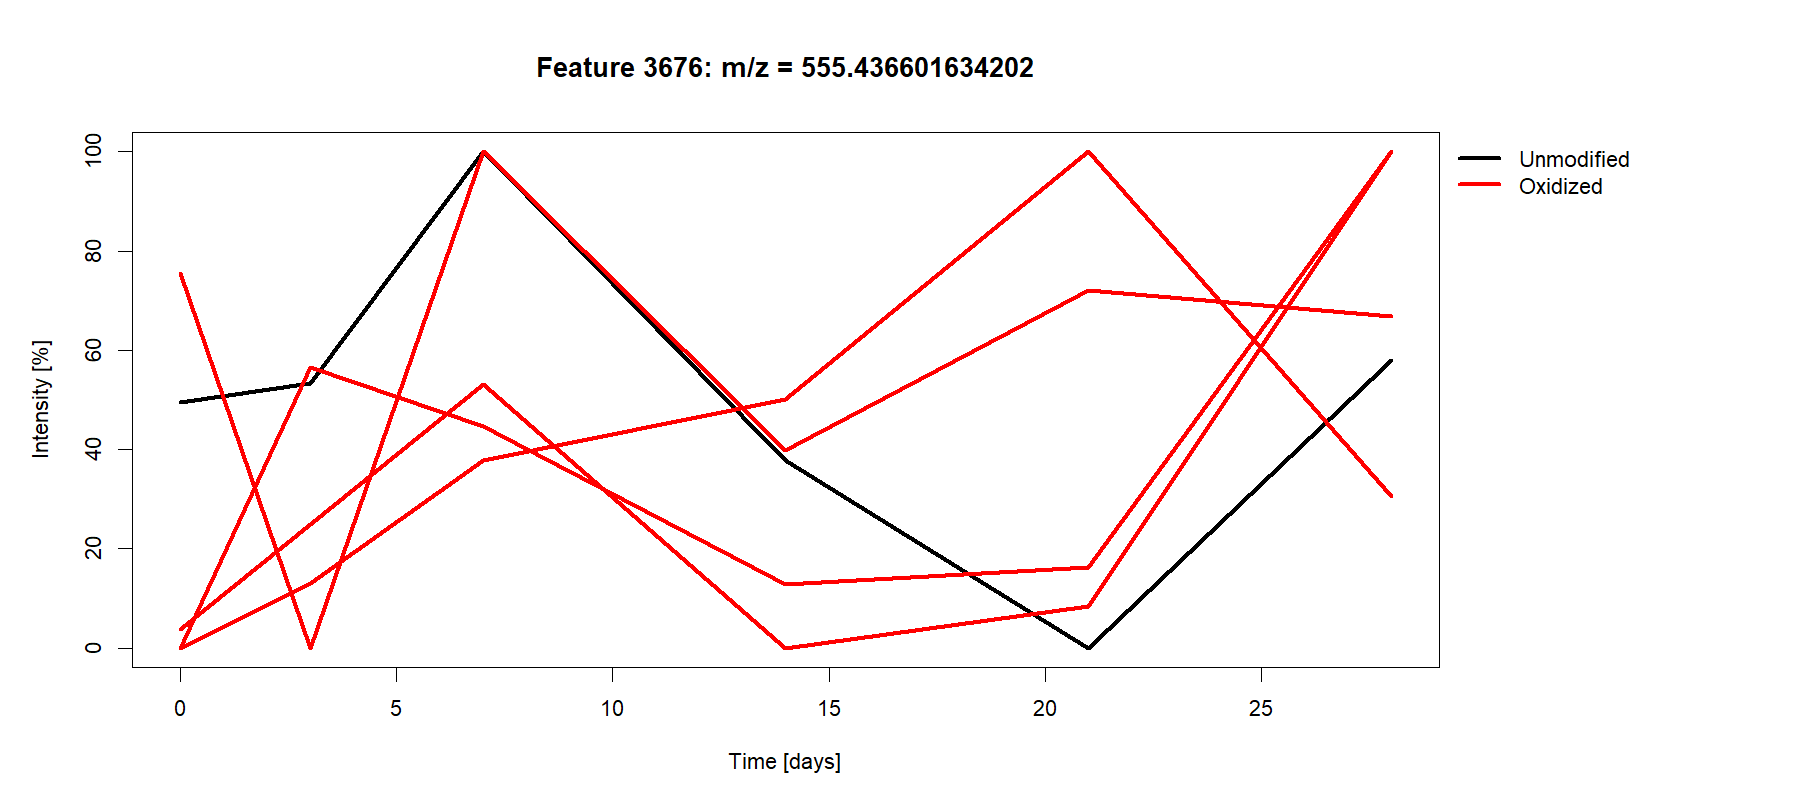 Feature 3676: m/z = 555.436601634202
Unmodified
Oxidized
Intensity [%]
100
80
60
40
20
0
0 5 10 15 20 25
Time [days]